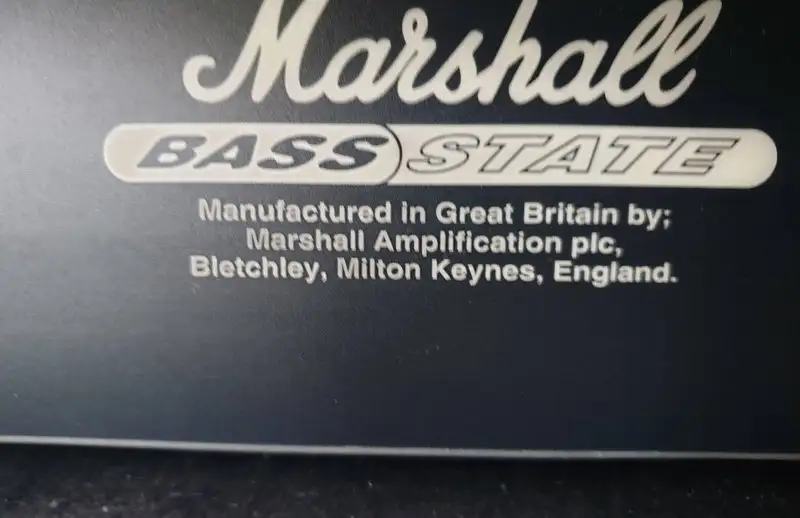 Marshall
BASS STATE
Manufactured in Great Britain by;
Marshall Amplification plc,
Bletchley, Milton Keynes, England.